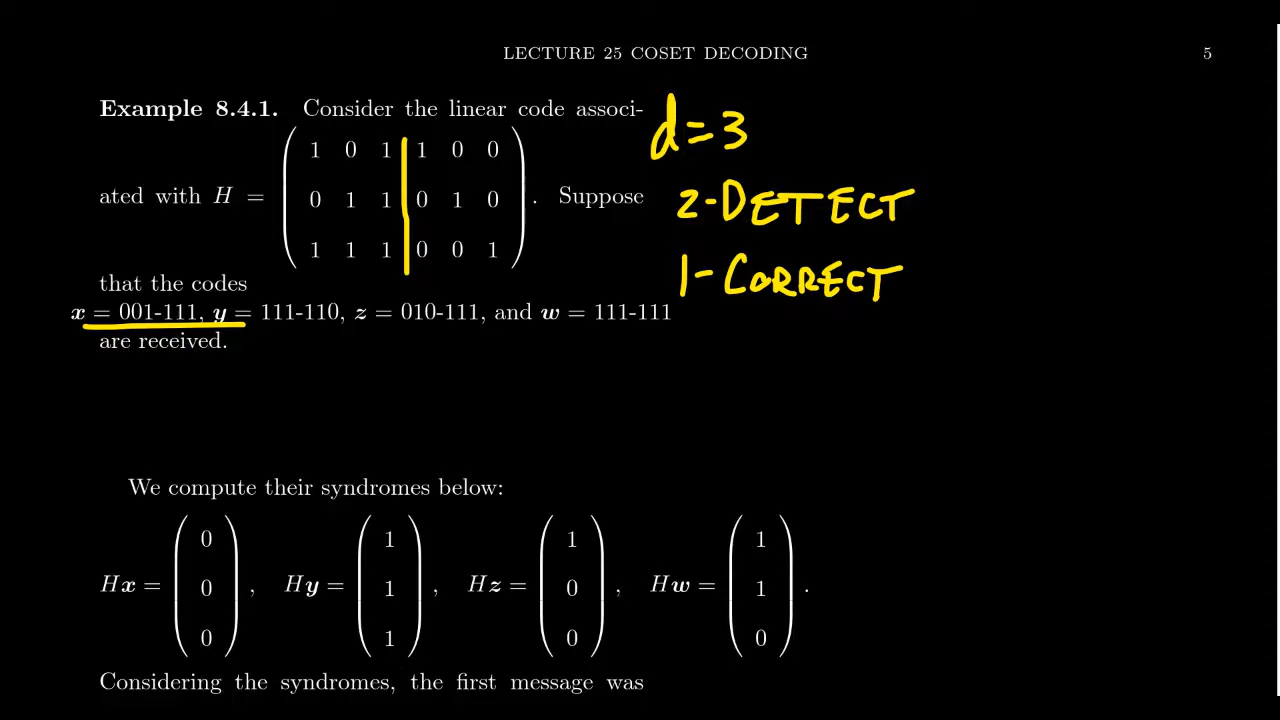 LECTURE 25 COSET DECODING 5
Example 8.4.1. Consider the linear code associ-
ated with H = ( 1 0 1 1 0 0
0 1 1 0 1 0
1 1 1 0 0 1 ) . Suppose
that the codes
x = 001-111, y = 111-110, z = 010-111, and w = 111-111
are received.
d=3
2-DETECT
1-CORRECT
We compute their syndromes below:
Hx = ( 0 0 0 ) , Hy = ( 1 1 1 ) , Hz = ( 1 0 0 ) , Hw = ( 1 1 0 ) .
Considering the syndromes, the first message was